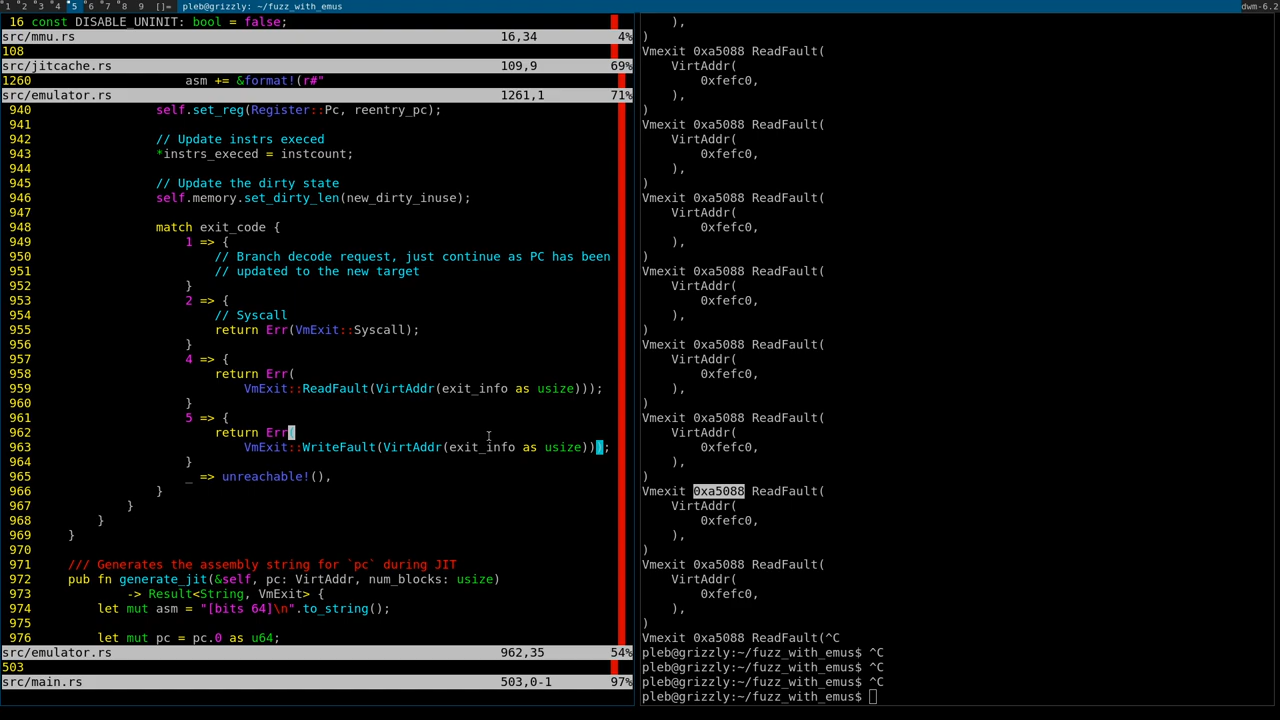 1 2 3 4 5 6 7 8 9 []= pleb@grizzly:~/fuzz_with_emus dwm-6.2
16 const DISABLE_UNINIT: bool = false;
src/mmu.rs 16,34 4%
108
src/jitcache.rs 109,9 69%
1260 asm += &format!(r#"
src/emulator.rs 1261,1 71%
940 self.set_reg(Register::Pc, reentry_pc);
941
942 // Update instrs execed
943 *instrs_execed = instcount;
944
945 // Update the dirty state
946 self.memory.set_dirty_len(new_dirty_inuse);
947
948 match exit_code {
949 1 => {
950 // Branch decode request, just continue as PC has been
951 // updated to the new target
952 }
953 2 => {
954 // Syscall
955 return Err(VmExit::Syscall);
956 }
957 4 => {
958 return Err(
959 VmExit::ReadFault(VirtAddr(exit_info as usize)));
960 }
961 5 => {
962 return Err(
963 VmExit::WriteFault(VirtAddr(exit_info as usize)));
964 }
965 _ => unreachable!(),
966 }
967 }
968 }
969 }
970
971 /// Generates the assembly string for `pc` during JIT
972 pub fn generate_jit(&self, pc: VirtAddr, num_blocks: usize)
973 -> Result<String, VmExit> {
974 let mut asm = "[bits 64]\n".to_string();
975
976 let mut pc = pc.0 as u64;
src/emulator.rs 962,35 54%
503
src/main.rs 503,0-1 97%
),
)
Vmexit 0xa5088 ReadFault(
VirtAddr(
0xfefc0,
),
)
Vmexit 0xa5088 ReadFault(
VirtAddr(
0xfefc0,
),
)
Vmexit 0xa5088 ReadFault(
VirtAddr(
0xfefc0,
),
)
Vmexit 0xa5088 ReadFault(
VirtAddr(
0xfefc0,
),
)
Vmexit 0xa5088 ReadFault(
VirtAddr(
0xfefc0,
),
)
Vmexit 0xa5088 ReadFault(
VirtAddr(
0xfefc0,
),
)
Vmexit 0xa5088 ReadFault(
VirtAddr(
0xfefc0,
),
)
Vmexit 0xa5088 ReadFault(
VirtAddr(
0xfefc0,
),
)
Vmexit 0xa5088 ReadFault(^C
pleb@grizzly:~/fuzz_with_emus$ ^C
pleb@grizzly:~/fuzz_with_emus$ ^C
pleb@grizzly:~/fuzz_with_emus$ ^C
pleb@grizzly:~/fuzz_with_emus$